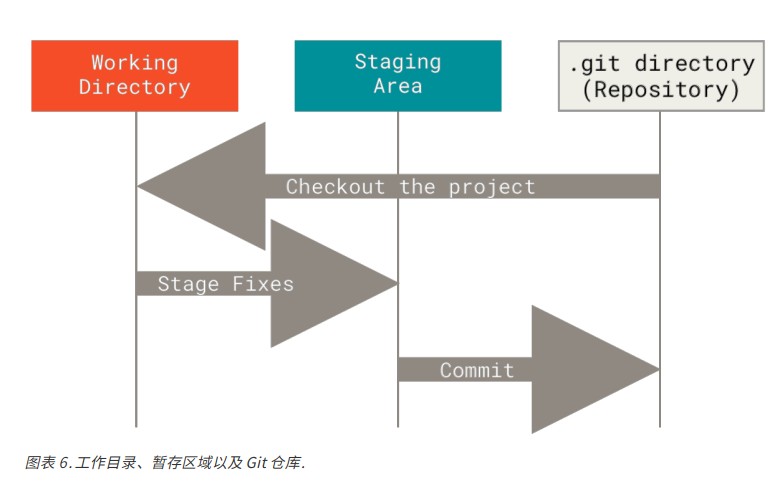 Working
Directory
Staging
Area
.git directory
(Repository)
Checkout the project
Stage Fixes
Commit
图表 6. 工作目录、暂存区域以及 Git 仓库.